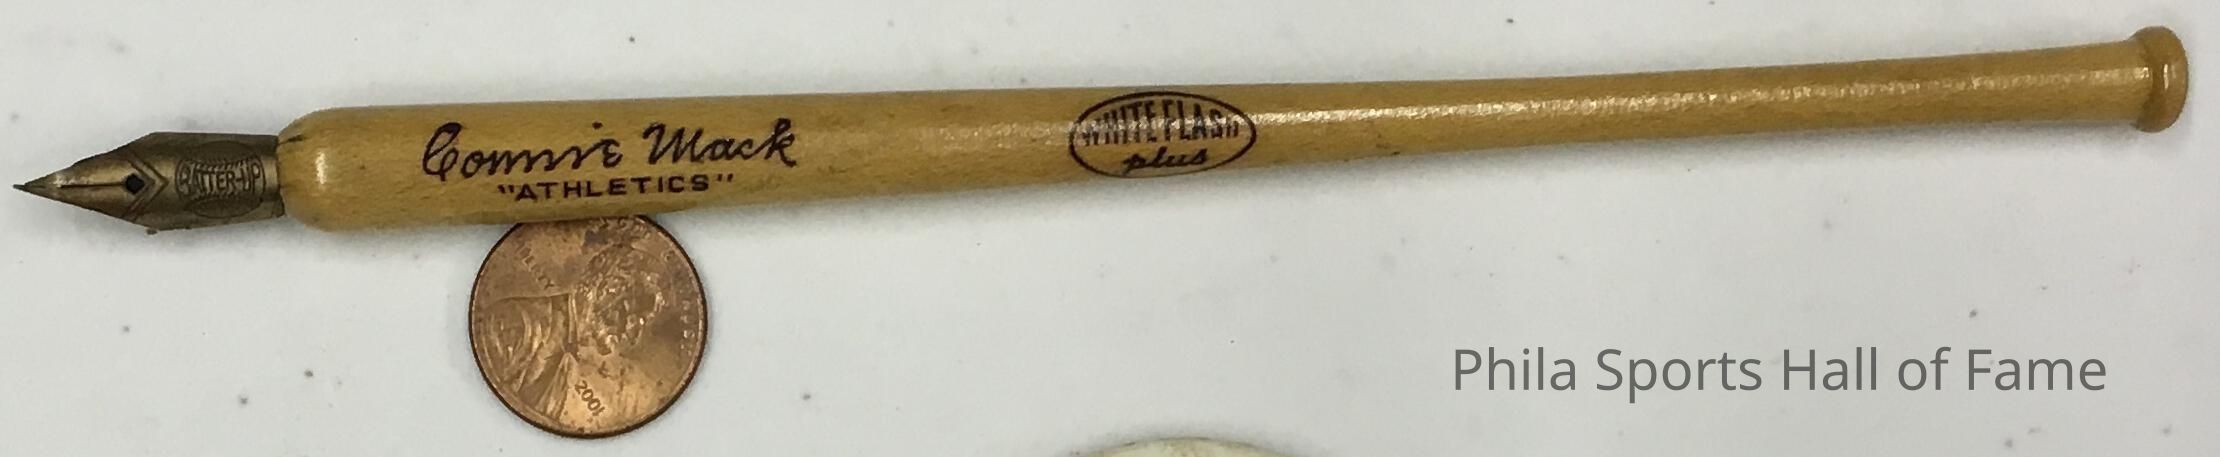 BATTER-UP
Connie Mack
"ATHLETICS"
WHITE FLASH
plus
LIBERTY
2001
Phila Sports Hall of Fame